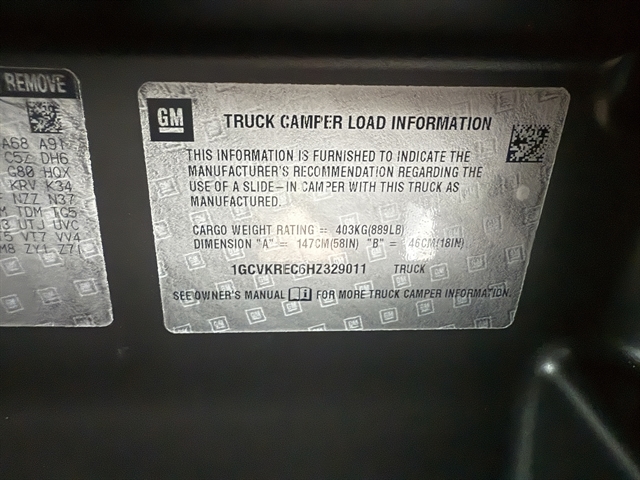 REMOVE
A68 A91
C5Z DH6
G80 HQX
KRV K34
NZZ N37
TDM TG5
UTJ UVC
VT7 VV4
ZY1 Z71
GM
TRUCK CAMPER LOAD INFORMATION
THIS INFORMATION IS FURNISHED TO INDICATE THE
MANUFACTURER'S RECOMMENDATION REGARDING THE
USE OF A SLIDE-IN CAMPER WITH THIS TRUCK AS
MANUFACTURED.
CARGO WEIGHT RATING = 403KG(889LB)
DIMENSION "A" = 147CM(58IN) "B" = 46CM(18IN)
1GCVKREC6HZ329011 TRUCK
SEE OWNER'S MANUAL FOR MORE TRUCK CAMPER INFORMATION.